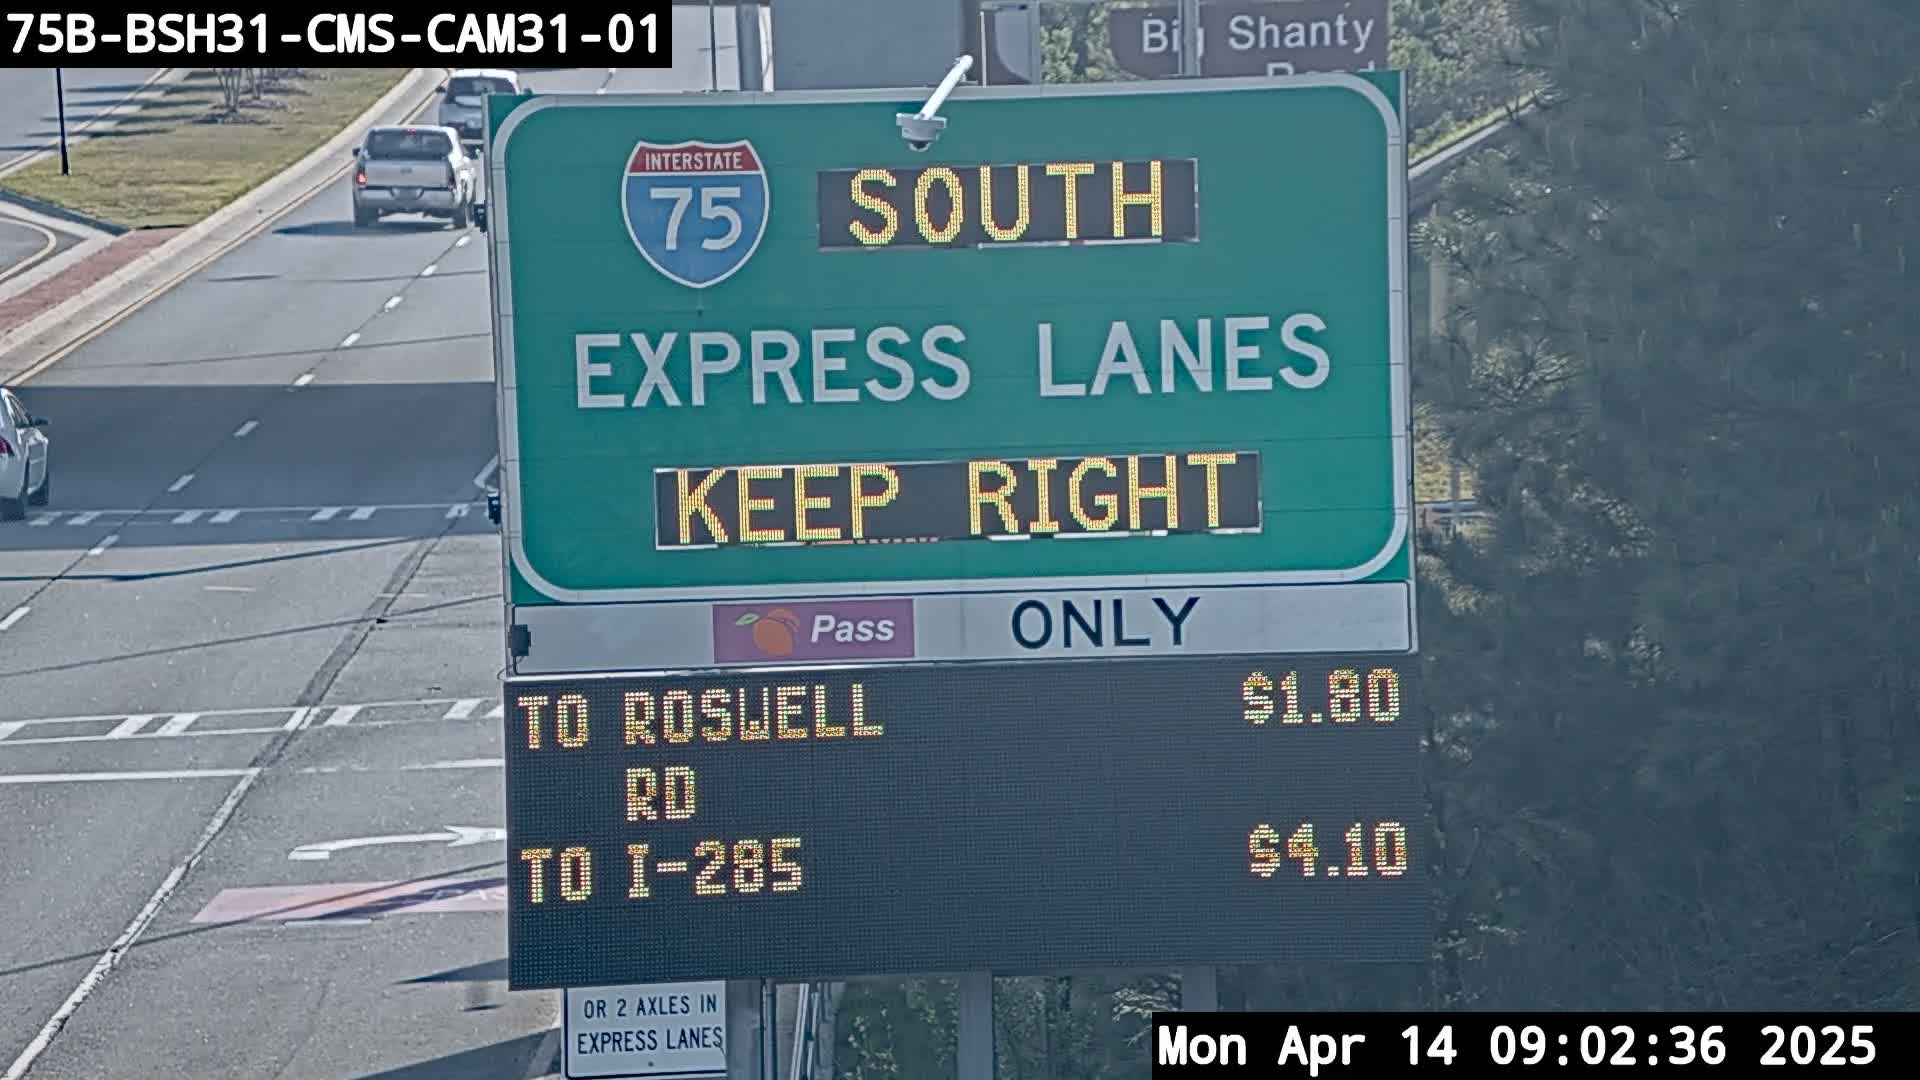 75B-BSH31-CMS-CAM31-01
Big Shanty
Road
INTERSTATE
75
SOUTH
EXPRESS LANES
KEEP RIGHT
Pass
ONLY
TO ROSWELL $1.80
RD
TO I-285 $4.10
OR 2 AXLES IN
EXPRESS LANES
Mon Apr 14 09:02:36 2025